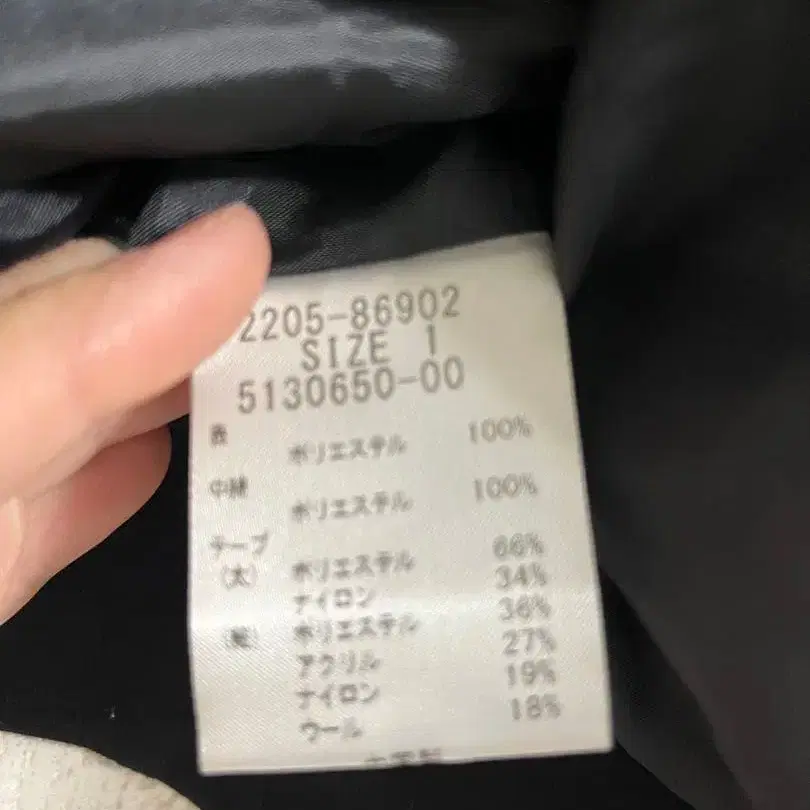 2205-86902
SIZE 1
5130650-00
表 ポリエステル 100%
中綿 ポリエステル 100%
テープ
(太) ポリエステル 66%
ナイロン 34%
(細) ポリエステル 36%
アクリル 27%
ナイロン 19%
ウール 18%